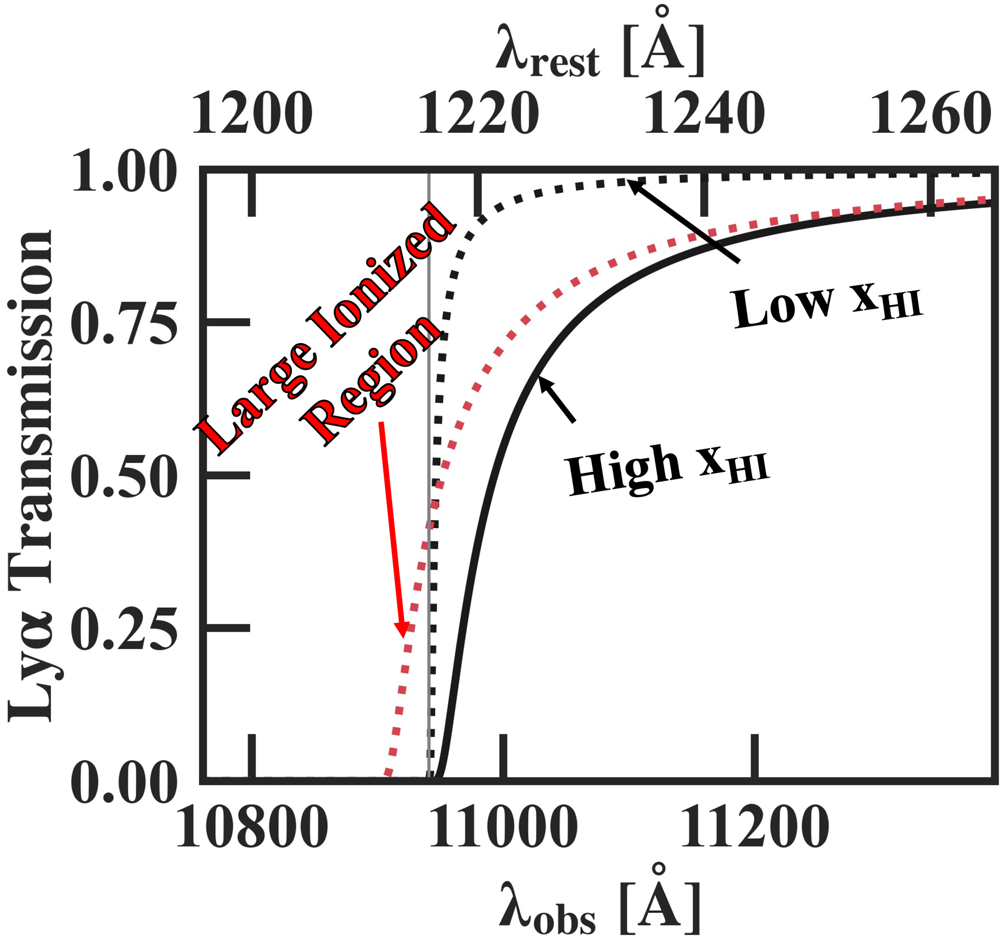 λrest [Å]
1200 1220 1240 1260
1.00
0.75
0.50
0.25
0.00
Lyα Transmission
Large Ionized
Region
Low xHI
High xHI
10800 11000 11200
λobs [Å]